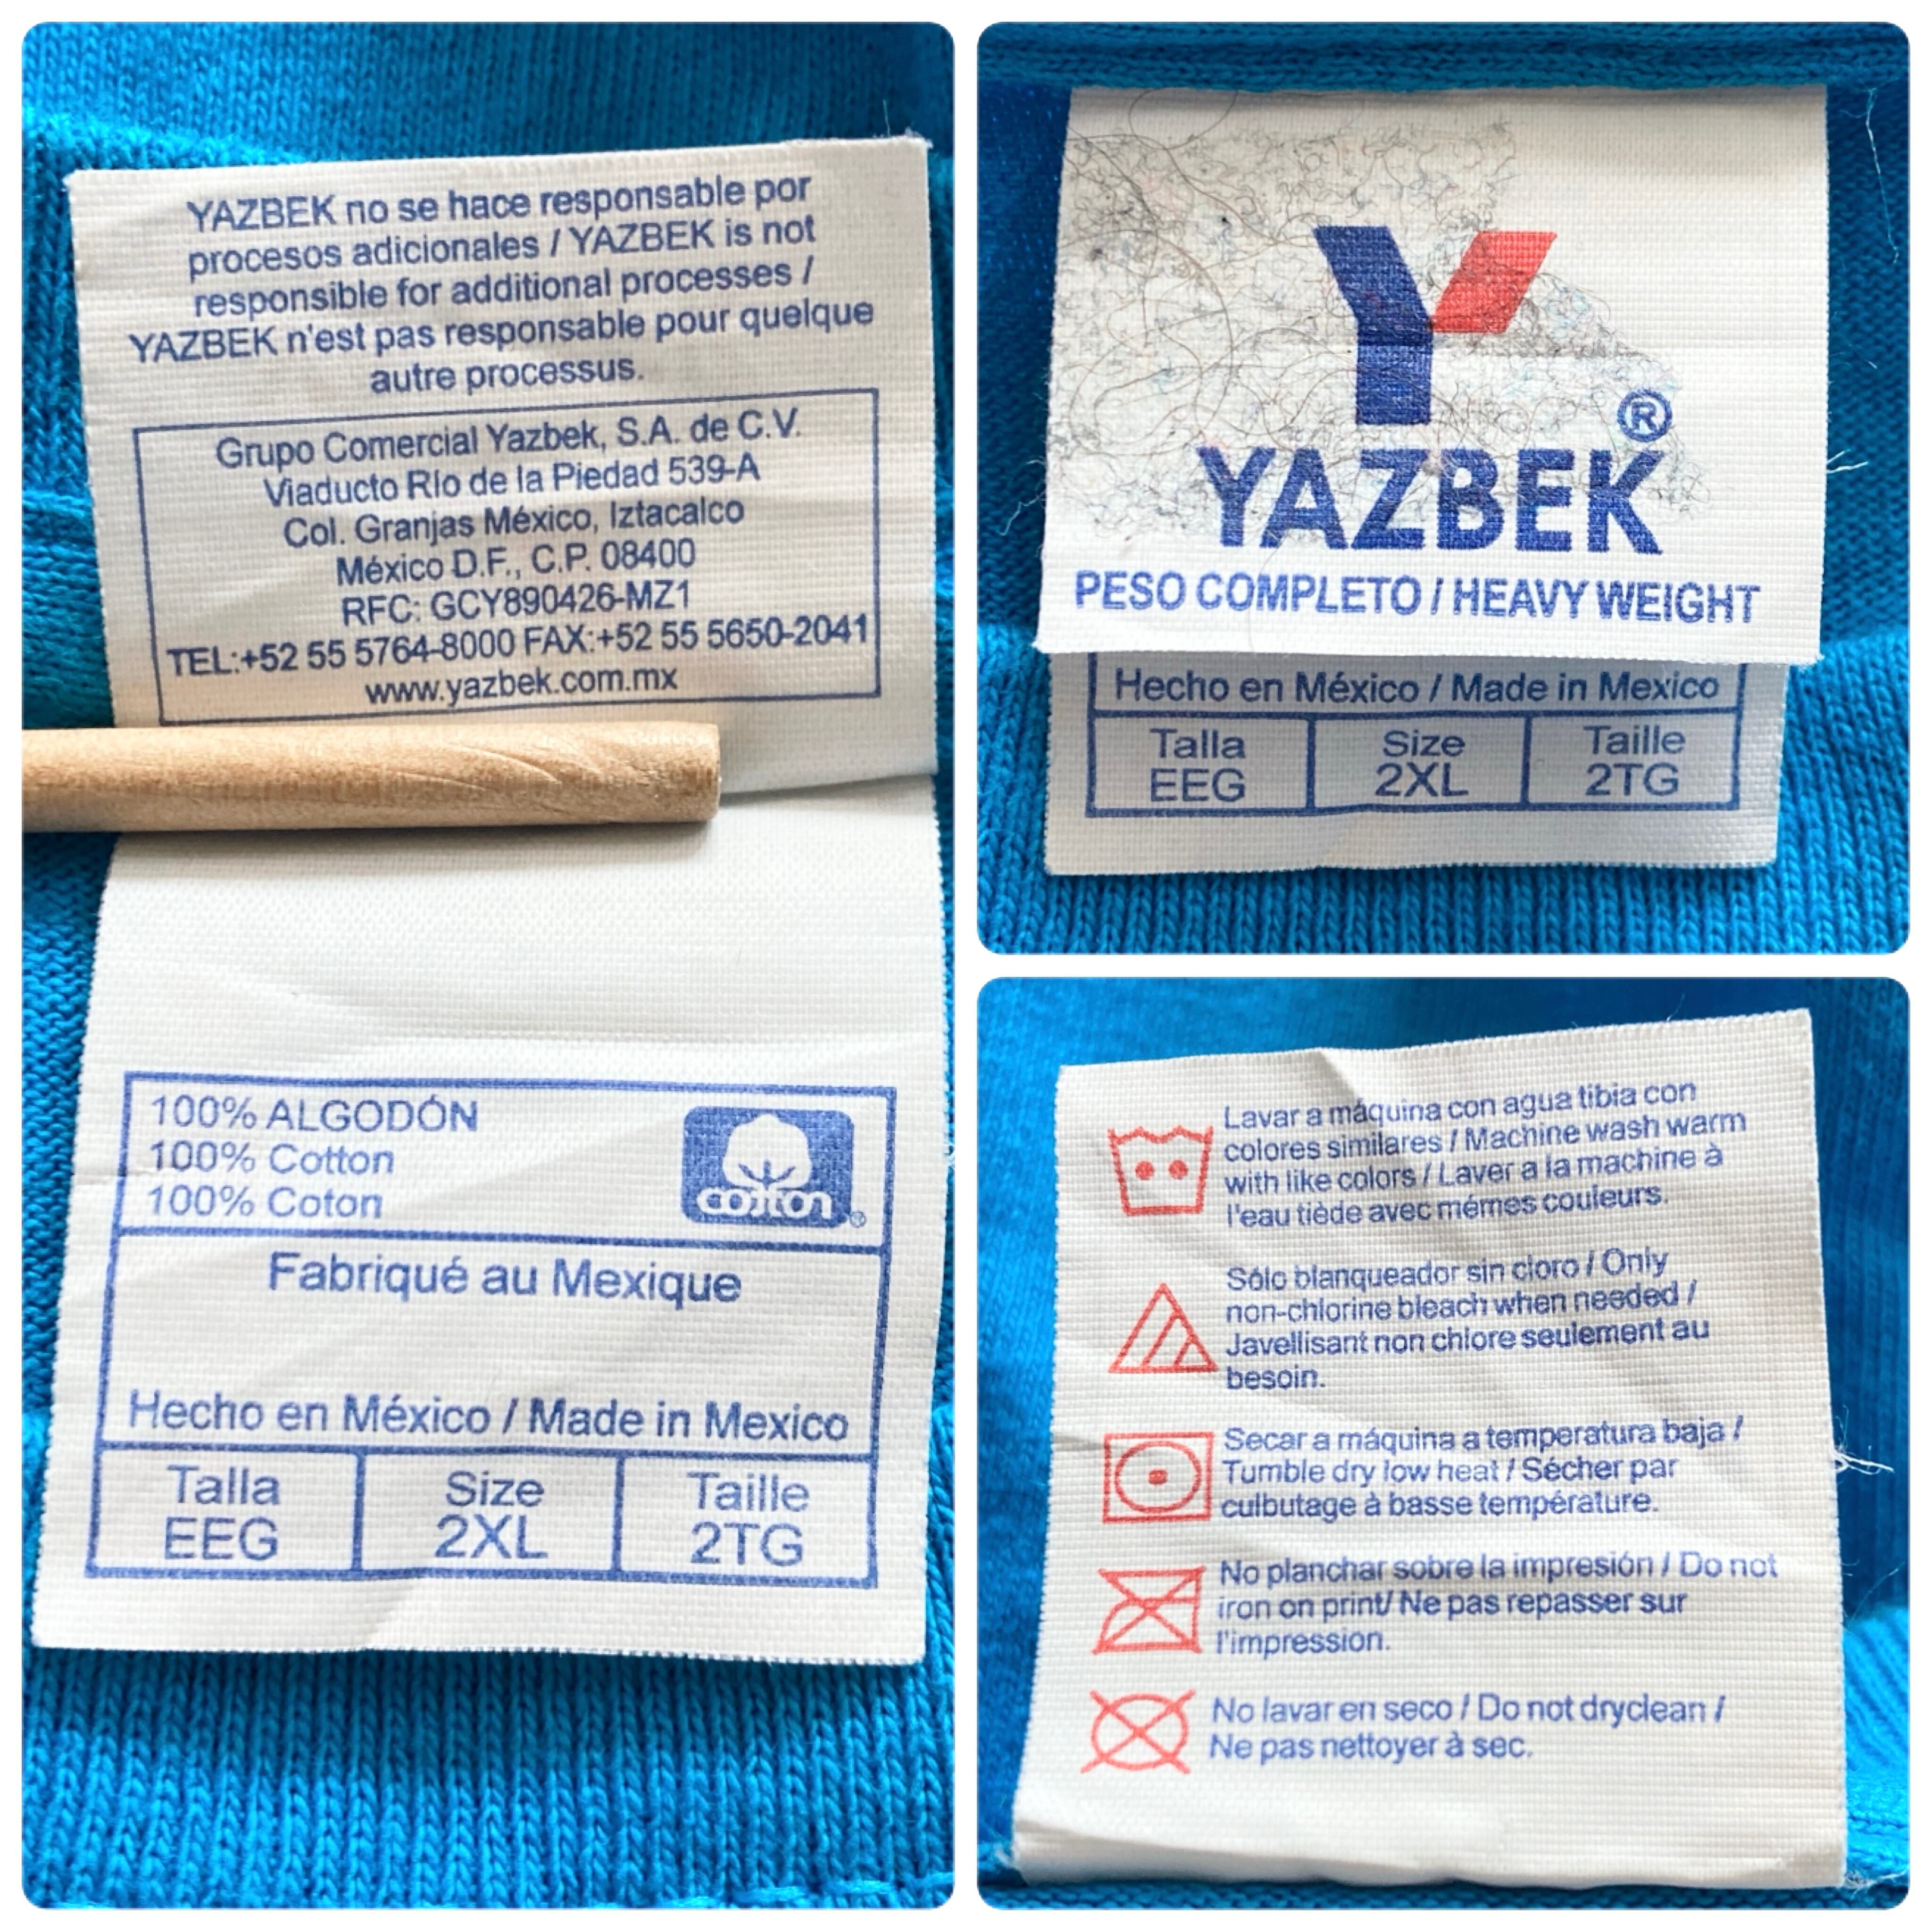 YAZBEK no se hace responsable por
procesos adicionales / YAZBEK is not
responsible for additional processes /
YAZBEK n'est pas responsable pour quelque
autre processus.
Grupo Comercial Yazbek, S.A. de C.V.
Viaducto Río de la Piedad 539-A
Col. Granjas México, Iztacalco
México D.F., C.P. 08400
RFC: GCY890426-MZ1
TEL:+52 55 5764-8000 FAX:+52 55 5650-2041
www.yazbek.com.mx
100% ALGODÓN
100% Cotton
100% Coton
cotton®
Fabriqué au Mexique
Hecho en México / Made in Mexico
Talla Size Taille
EEG 2XL 2TG
Y®
YAZBEK
PESO COMPLETO / HEAVY WEIGHT
Hecho en México / Made in Mexico
Talla Size Taille
EEG 2XL 2TG
Lavar a máquina con agua tibia con
colores similares / Machine wash warm
with like colors / Laver a la machine à
l'eau tiède avec mémes couleurs.
Sólo blanqueador sin cloro / Only
non-chlorine bleach when needed /
Javellisant non chlore seulement au
besoin.
Secar a máquina a temperatura baja /
Tumble dry low heat / Sécher par
culbutage à basse température.
No planchar sobre la impresión / Do not
iron on print/ Ne pas repasser sur
l'impression.
No lavar en seco / Do not dryclean /
Ne pas nettoyer à sec.